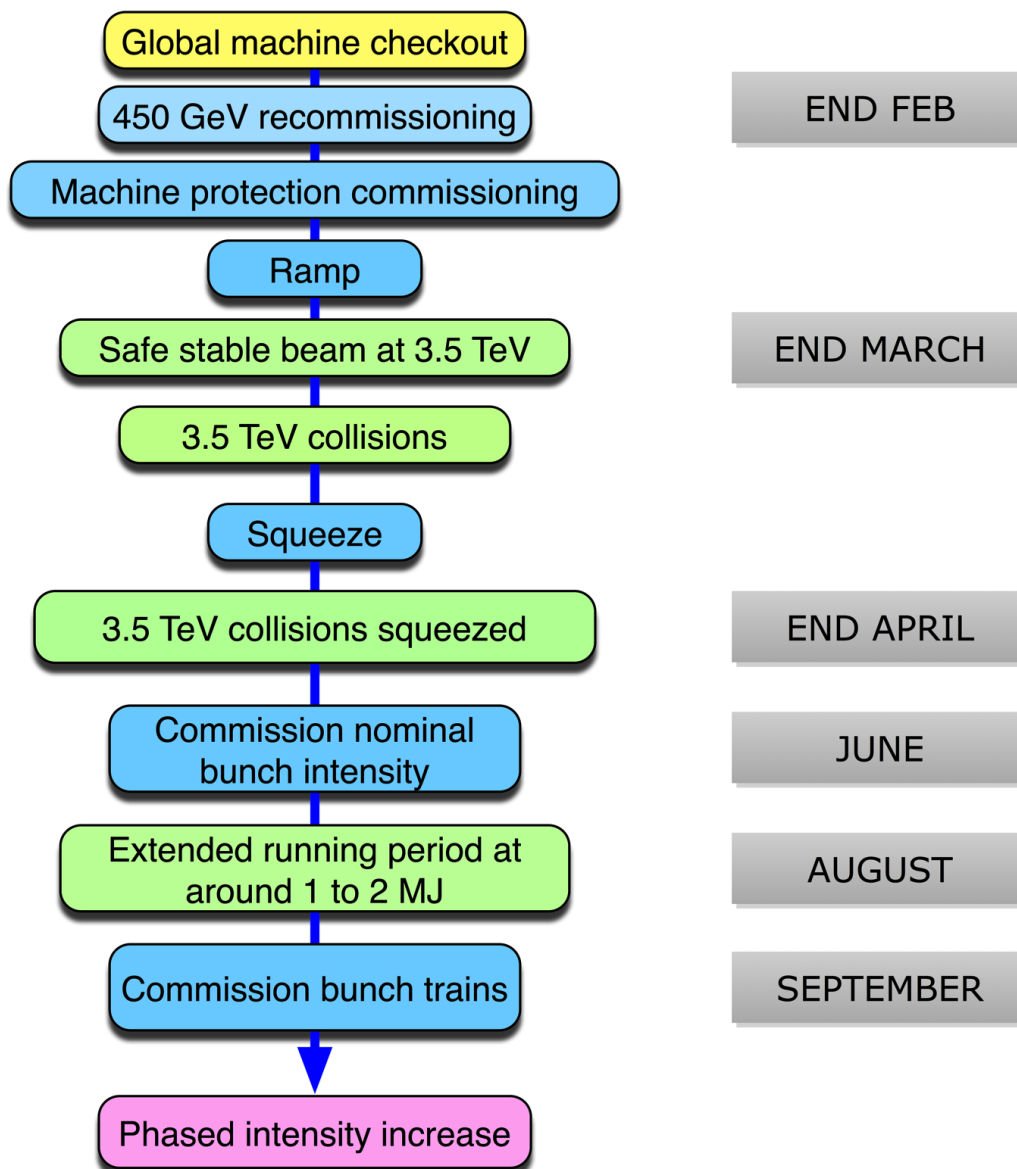 Global machine checkout
450 GeV recommissioning
END FEB
Machine protection commissioning
Ramp
Safe stable beam at 3.5 TeV
END MARCH
3.5 TeV collisions
Squeeze
3.5 TeV collisions squeezed
END APRIL
Commission nominal
bunch intensity
JUNE
Extended running period at
around 1 to 2 MJ
AUGUST
Commission bunch trains
SEPTEMBER
Phased intensity increase